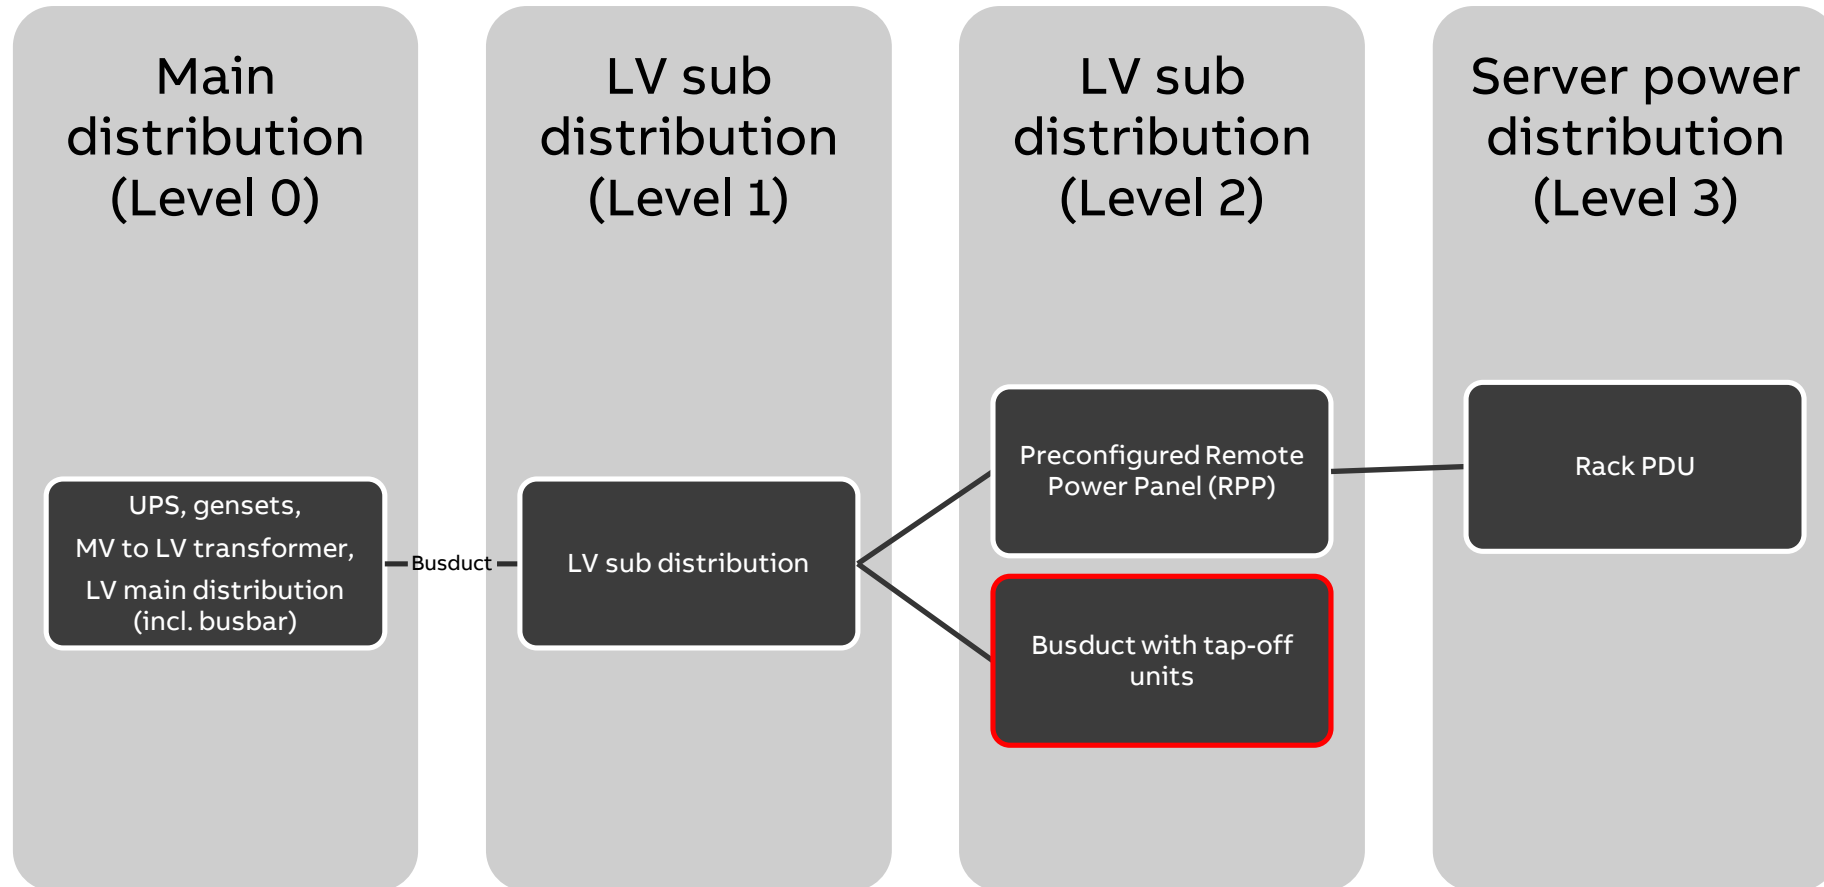 Main
distribution
(Level 0)
LV sub
distribution
(Level 1)
LV sub
distribution
(Level 2)
Server power
distribution
(Level 3)
UPS, gensets,
MV to LV transformer,
LV main distribution
(incl. busbar)
Busduct
LV sub distribution
Preconfigured Remote
Power Panel (RPP)
Busduct with tap-off
units
Rack PDU